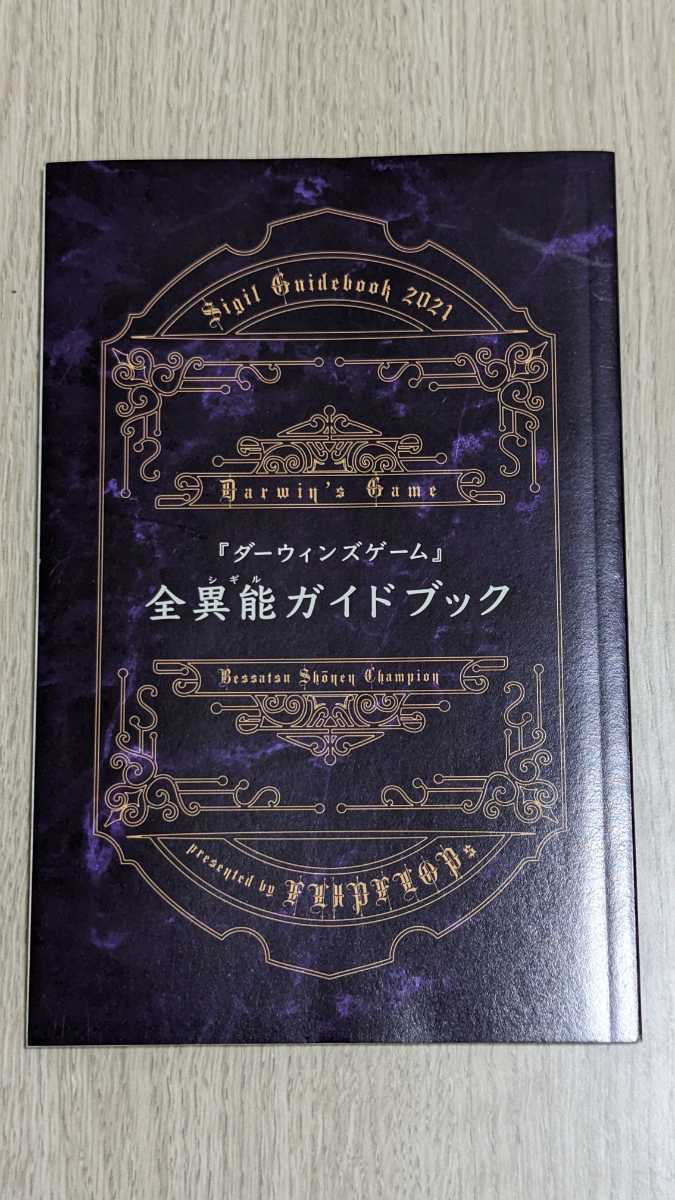 Sigil Guidebook 2021
Darwin's Game
『ダーウィンズゲーム』
シギル
全異能ガイドブック
Bessatsu Shōnen Champion
presented by FLIPFLOPs